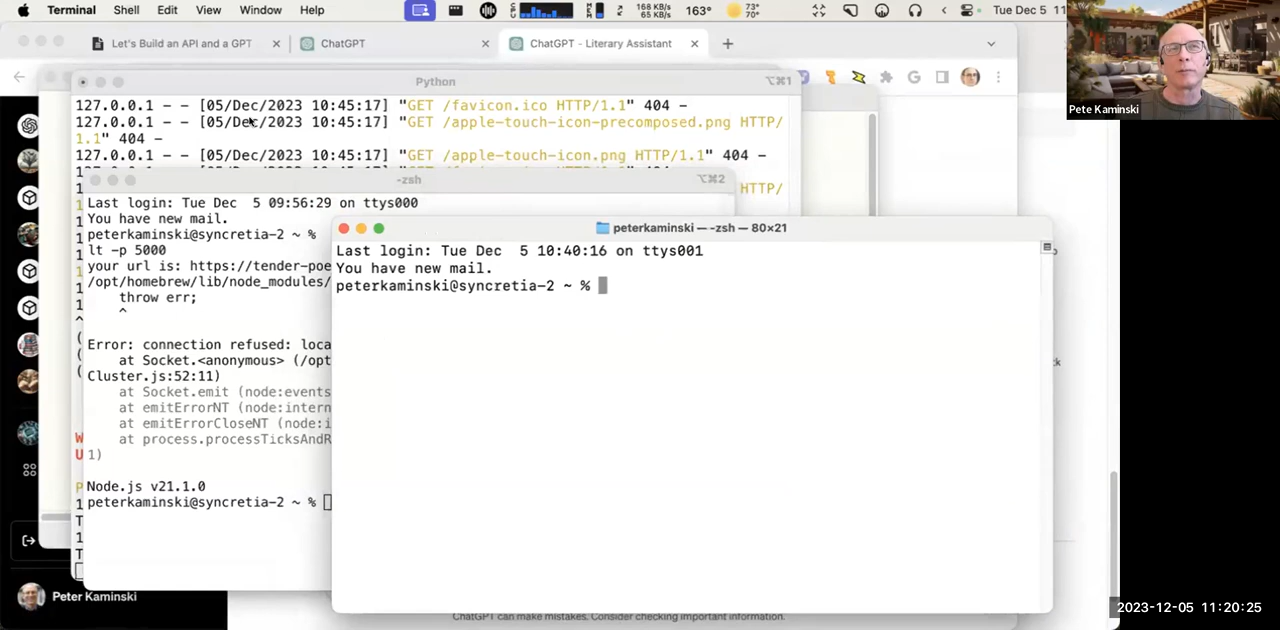 Terminal Shell Edit View Window Help 168 KB/s 65 KB/s 163° 73° 70° Tue Dec 5 11
Let's Build an API and a GPT ChatGPT ChatGPT - Literary Assistant
Python ⌥⌘1
127.0.0.1 - - [05/Dec/2023 10:45:17] "GET /favicon.ico HTTP/1.1" 404 -
127.0.0.1 - - [05/Dec/2023 10:45:17] "GET /apple-touch-icon-precomposed.png HTTP/
1.1" 404 -
127.0.0.1 - - [05/Dec/2023 10:45:17] "GET /apple-touch-icon.png HTTP/1.1" 404 -
HTTP/
-zsh ⌥⌘2
Last login: Tue Dec 5 09:56:29 on ttys000
You have new mail.
peterkaminski@syncretia-2 ~ %
lt -p 5000
your url is: https://tender-poe
/opt/homebrew/lib/node_modules/
throw err;
^
Error: connection refused: loca
at Socket.<anonymous> (/opt
Cluster.js:52:11)
at Socket.emit (node:events
at emitErrorNT (node:intern
at emitErrorCloseNT (node:i
at process.processTicksAndR
1)
Node.js v21.1.0
peterkaminski@syncretia-2 ~ %
peterkaminski — -zsh — 80×21
Last login: Tue Dec 5 10:40:16 on ttys001
You have new mail.
peterkaminski@syncretia-2 ~ %
Peter Kaminski
ChatGPT can make mistakes. Consider checking important information.
Pete Kaminski
2023-12-05 11:20:25